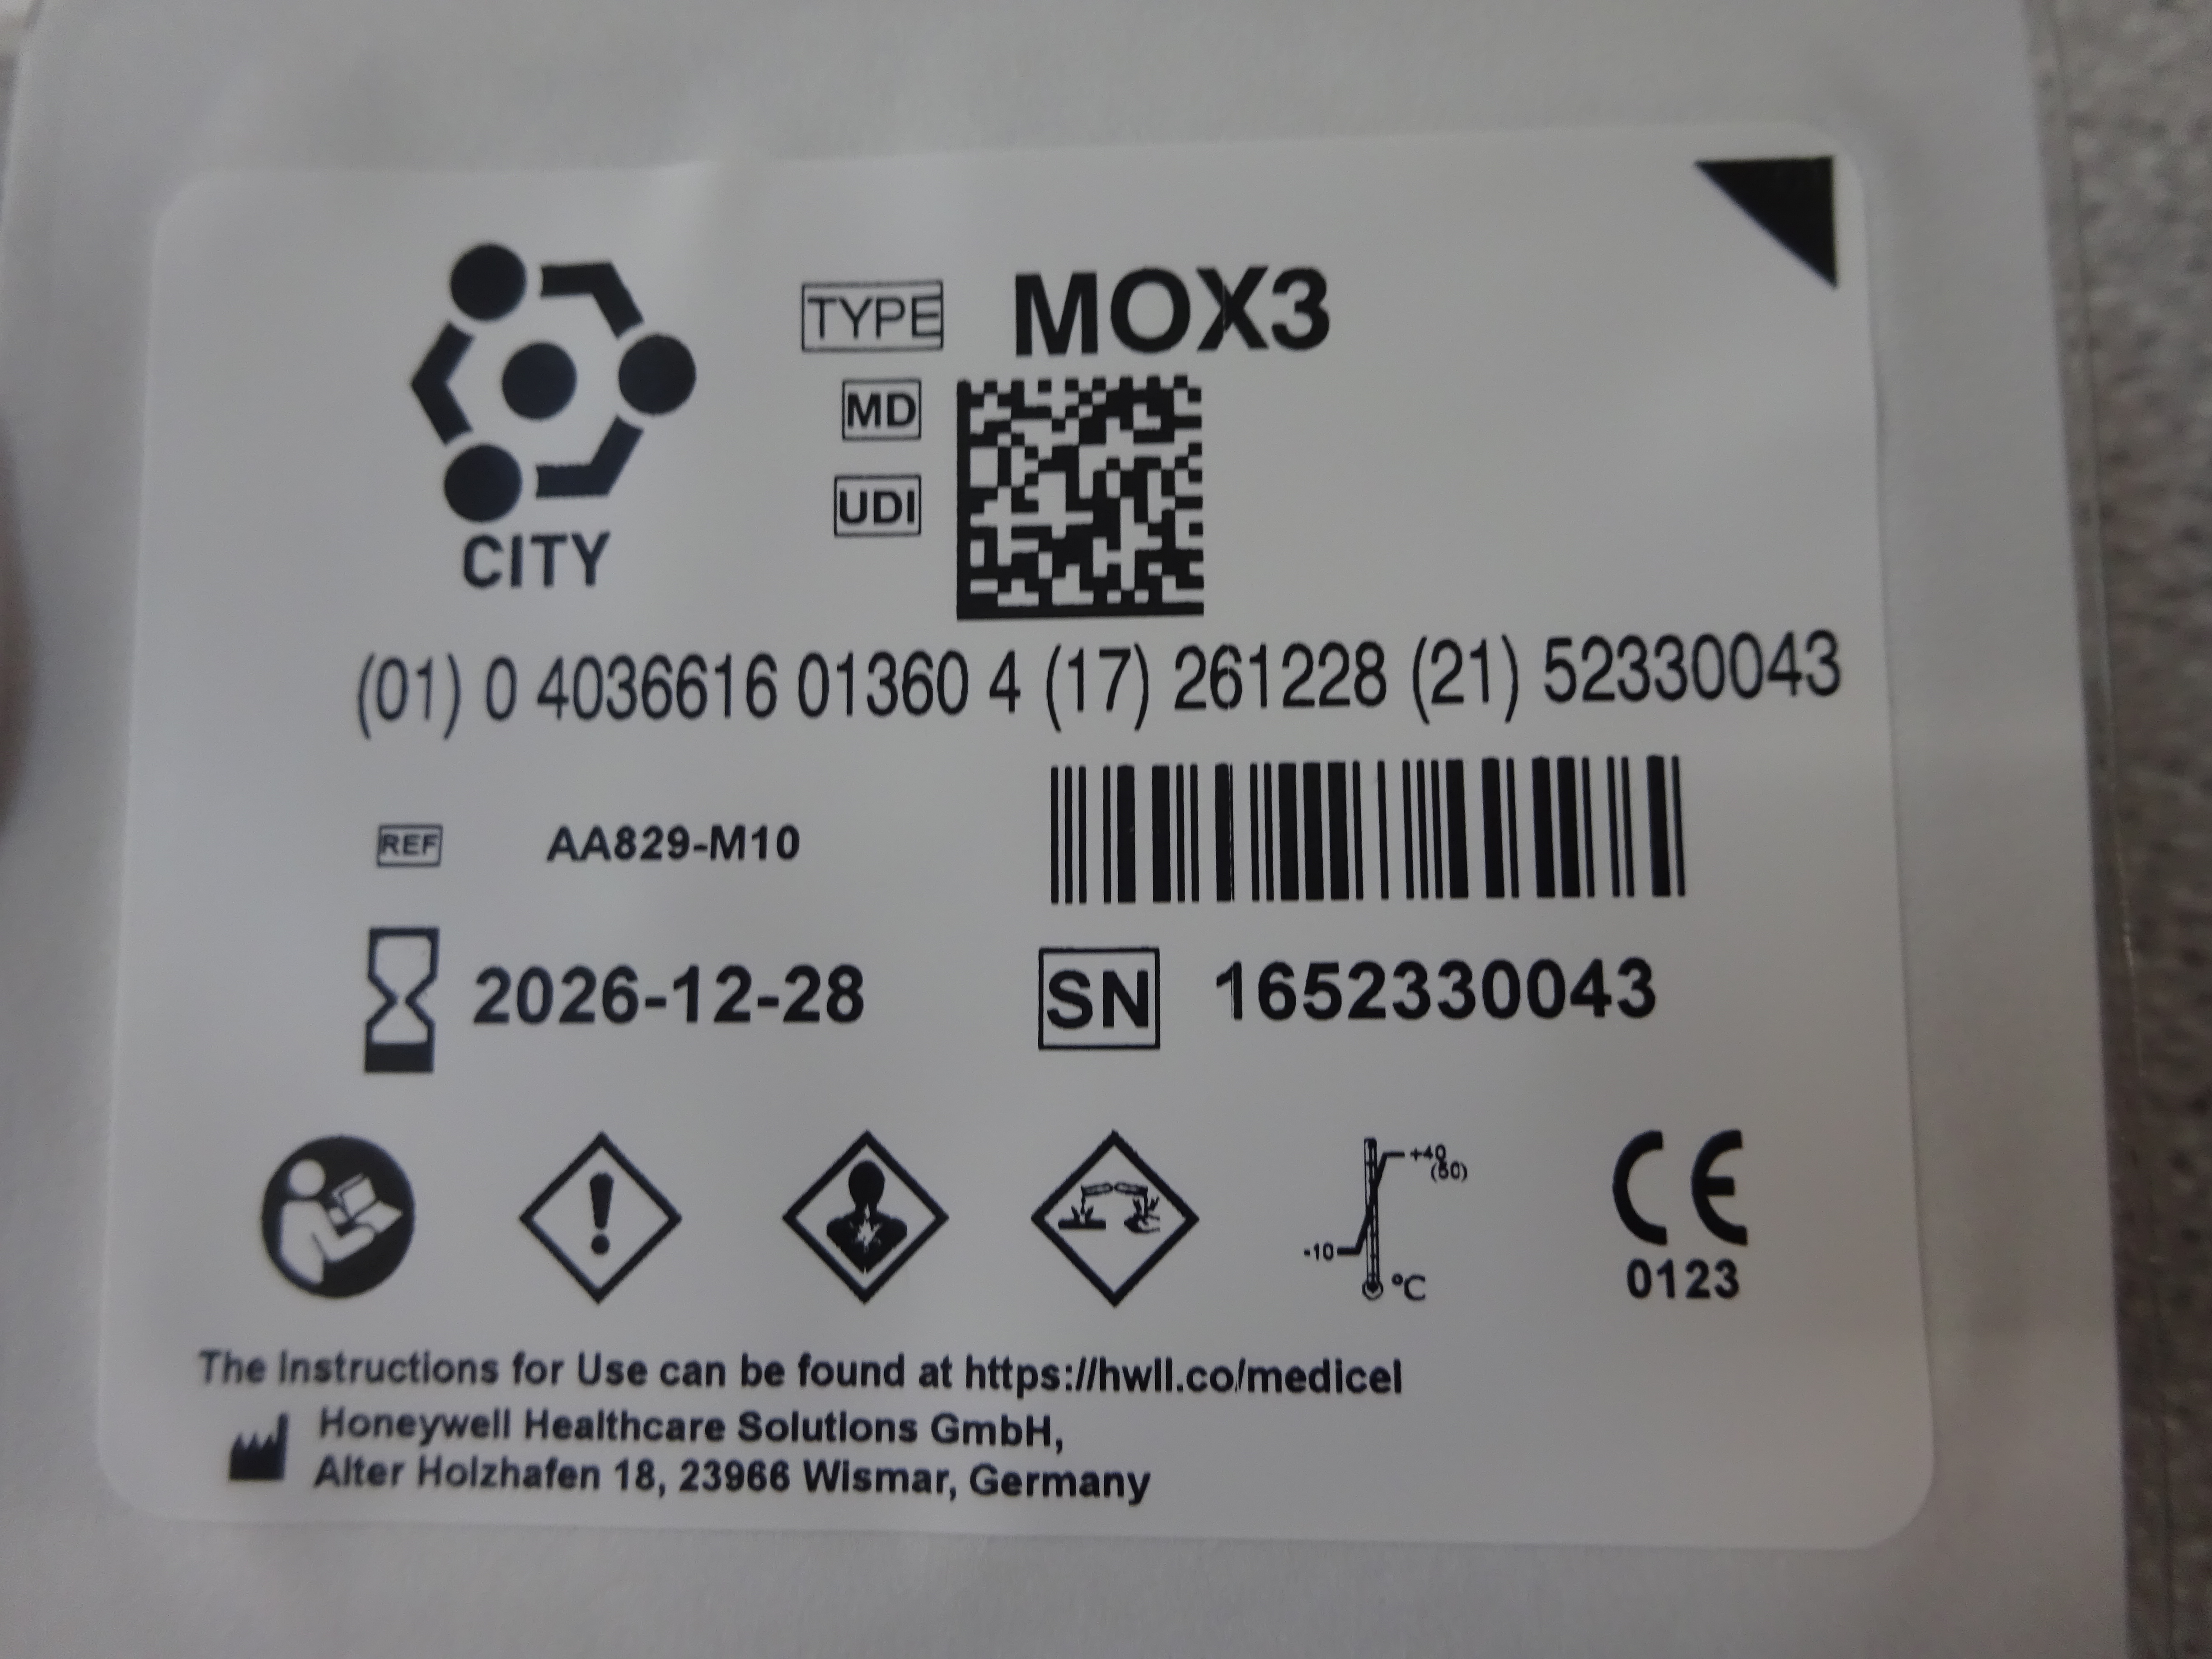 TYPE MOX3
MD
UDI
CITY
(01) 0 4036616 01360 4 (17) 261228 (21) 52330043
REF AA829-M10
2026-12-28 SN 1652330043
+40
(50)
-10
°C
CE
0123
The Instructions for Use can be found at https://hwll.co/medicel
Honeywell Healthcare Solutions GmbH,
Alter Holzhafen 18, 23966 Wismar, Germany